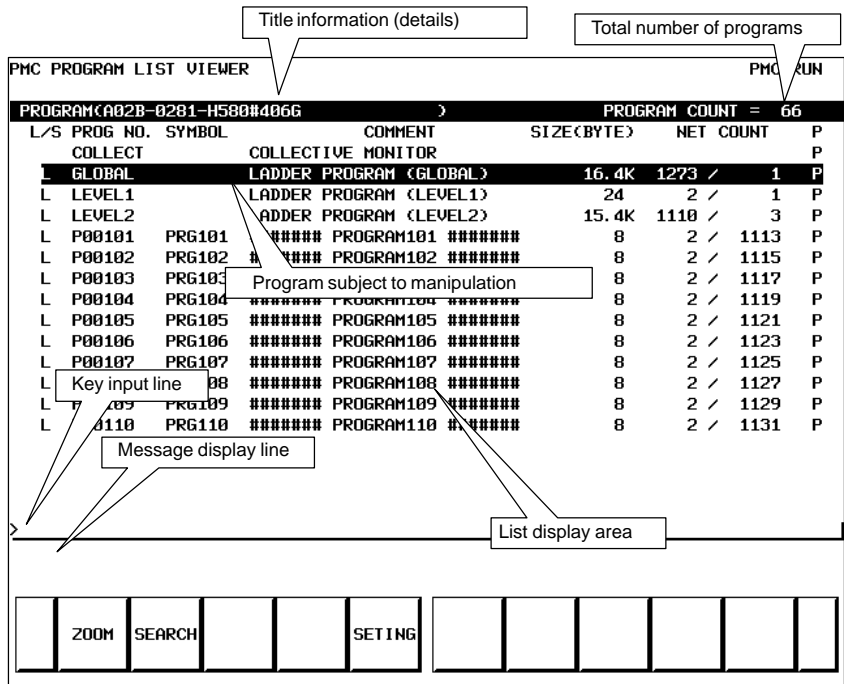 Title information (details)
Total number of programs
PMC PROGRAM LIST VIEWER PMC RUN
PROGRAM(A02B-0281-H580#406G ) PROGRAM COUNT = 66
L/S PROG NO. SYMBOL COMMENT SIZE(BYTE) NET COUNT P
COLLECT COLLECTIVE MONITOR P
L GLOBAL LADDER PROGRAM (GLOBAL) 16.4K 1273 / 1 P
L LEVEL1 LADDER PROGRAM (LEVEL1) 24 2 / 1 P
L LEVEL2 ADDER PROGRAM (LEVEL2) 15.4K 1110 / 3 P
L P00101 PRG101 ###### PROGRAM101 ####### 8 2 / 1113 P
L P00102 PRG102 # ##### PROGRAM102 ####### 8 2 / 1115 P
L P00103 PRG103 Program subject to manipulation 8 2 / 1117 P
L P00104 PRG104 ####### PROGRAM104 ####### 8 2 / 1119 P
L P00105 PRG105 ####### PROGRAM105 ####### 8 2 / 1121 P
L P00106 PRG106 ####### PROGRAM106 ####### 8 2 / 1123 P
L P00107 PRG107 ####### PROGRAM107 ####### 8 2 / 1125 P
L Key input line 08 ####### PROGRAM108 ####### 8 2 / 1127 P
L P00109 PRG109 ####### PROGRAM109 ####### 8 2 / 1129 P
L 0110 PRG110 ####### PROGRAM110 ####### 8 2 / 1131 P
Message display line
> List display area
ZOOM SEARCH SETING